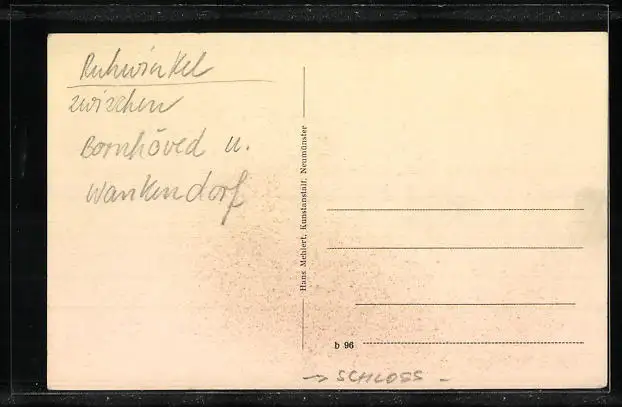 Ruhwinkel
zwischen
Bornhöved u.
Wankendorf
Hans Mehlert, Kunstanstalt, Neumünster
b 96
→ SCHLOSS –